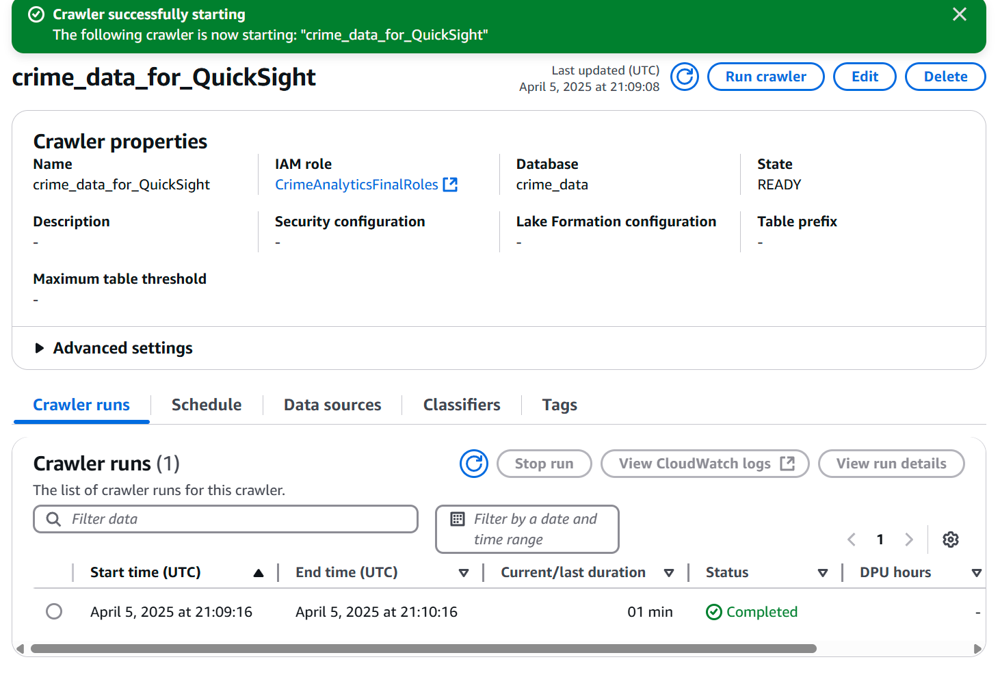 Crawler successfully starting
The following crawler is now starting: "crime_data_for_QuickSight"
crime_data_for_QuickSight
Last updated (UTC)
April 5, 2025 at 21:09:08
Run crawler
Edit
Delete
Crawler properties
Name
crime_data_for_QuickSight
IAM role
CrimeAnalyticsFinalRoles
Database
crime_data
State
READY
Description
-
Security configuration
-
Lake Formation configuration
-
Table prefix
-
Maximum table threshold
-
Advanced settings
Crawler runs
Schedule
Data sources
Classifiers
Tags
Crawler runs (1)
The list of crawler runs for this crawler.
Stop run
View CloudWatch logs
View run details
Filter data
Filter by a date and
time range
1
Start time (UTC)
End time (UTC)
Current/last duration
Status
DPU hours
April 5, 2025 at 21:09:16
April 5, 2025 at 21:10:16
01 min
Completed
-